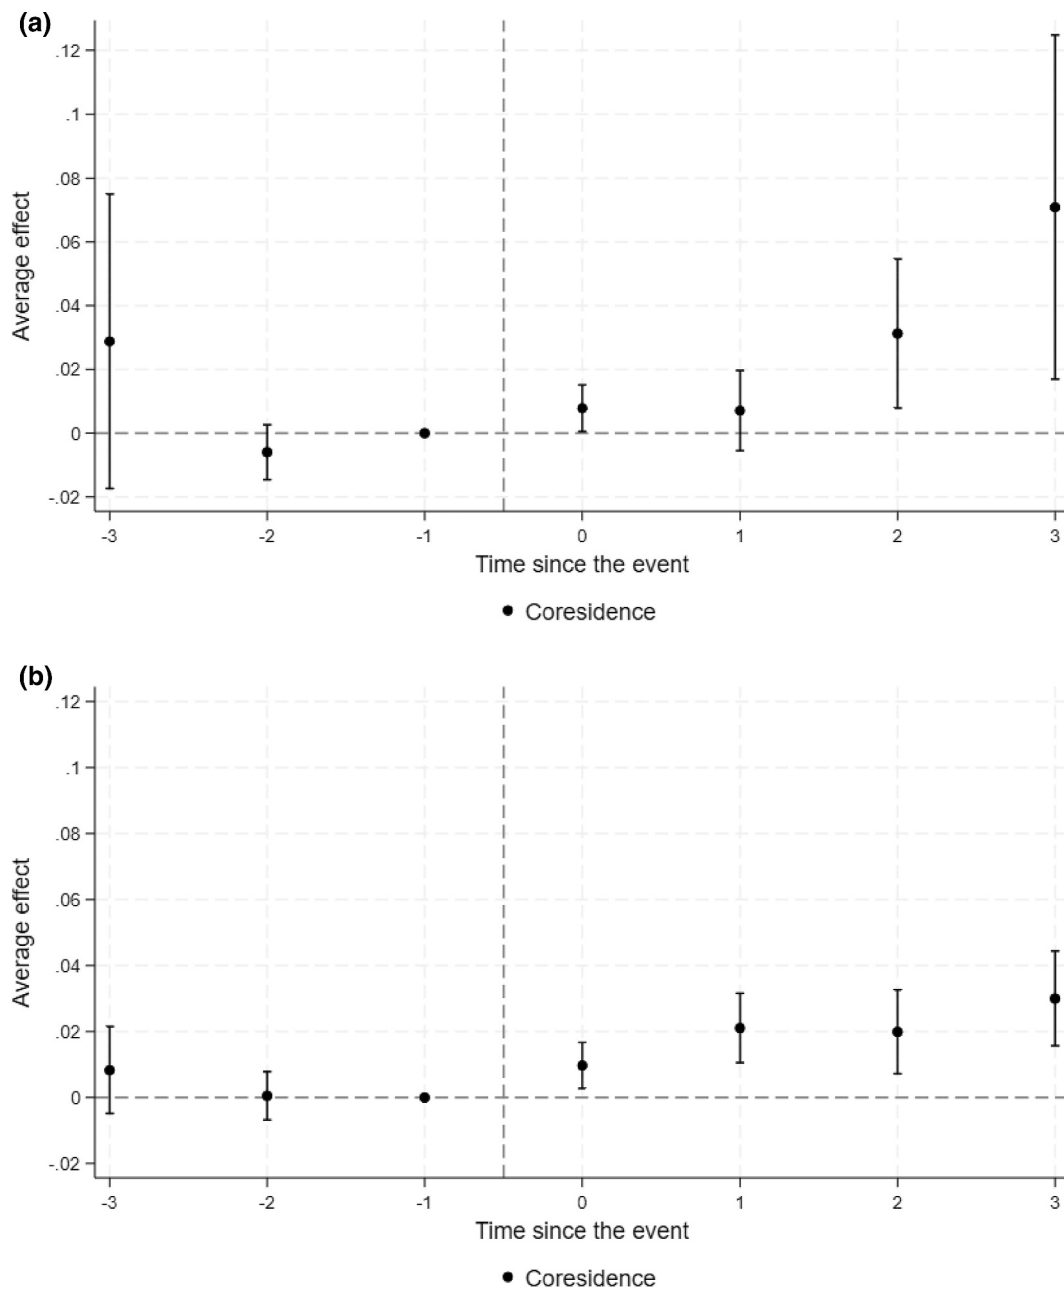 (a)
.12
.1
.08
.06
.04
.02
0
-.02
Average effect
-3 -2 -1 0 1 2 3
Time since the event
Coresidence
(b)
.12
.1
.08
.06
.04
.02
0
-.02
Average effect
-3 -2 -1 0 1 2 3
Time since the event
Coresidence